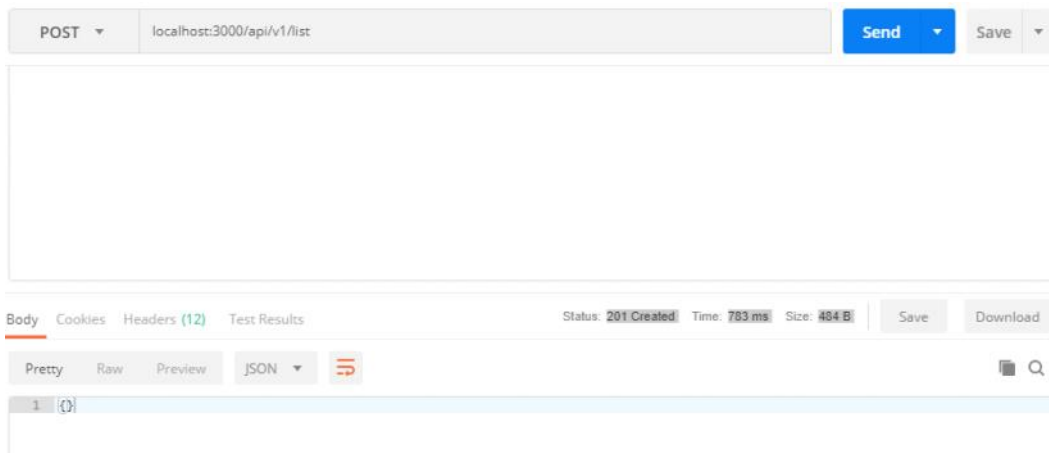 POST localhost:3000/api/v1/list Send Save
Body Cookies Headers (12) Test Results Status: 201 Created Time: 783 ms Size: 484 B Save Download
Pretty Raw Preview JSON
1 {}